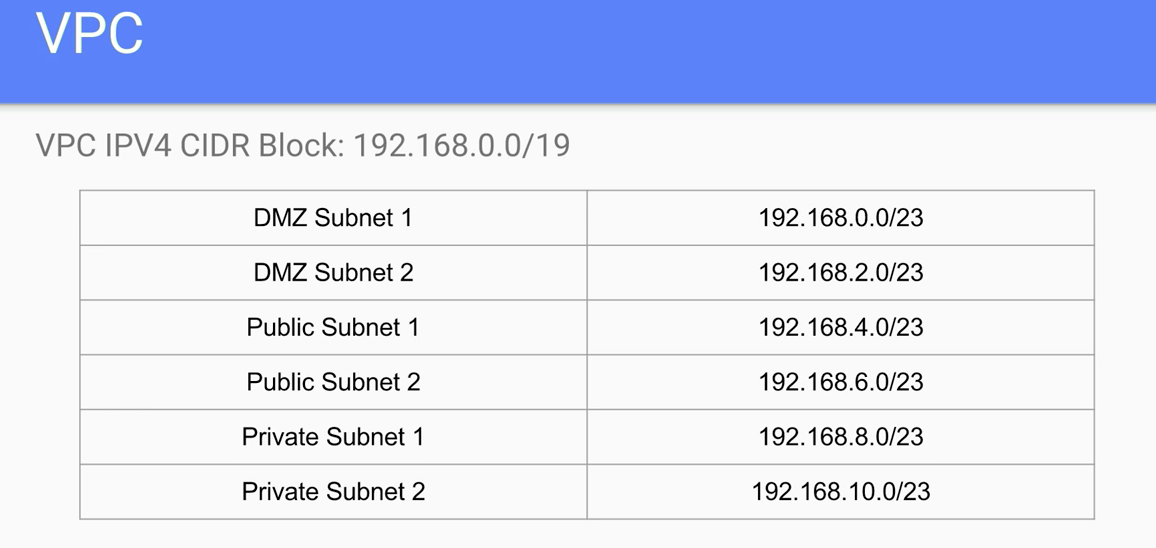 VPC
VPC IPV4 CIDR Block: 192.168.0.0/19
DMZ Subnet 1 192.168.0.0/23
DMZ Subnet 2 192.168.2.0/23
Public Subnet 1 192.168.4.0/23
Public Subnet 2 192.168.6.0/23
Private Subnet 1 192.168.8.0/23
Private Subnet 2 192.168.10.0/23